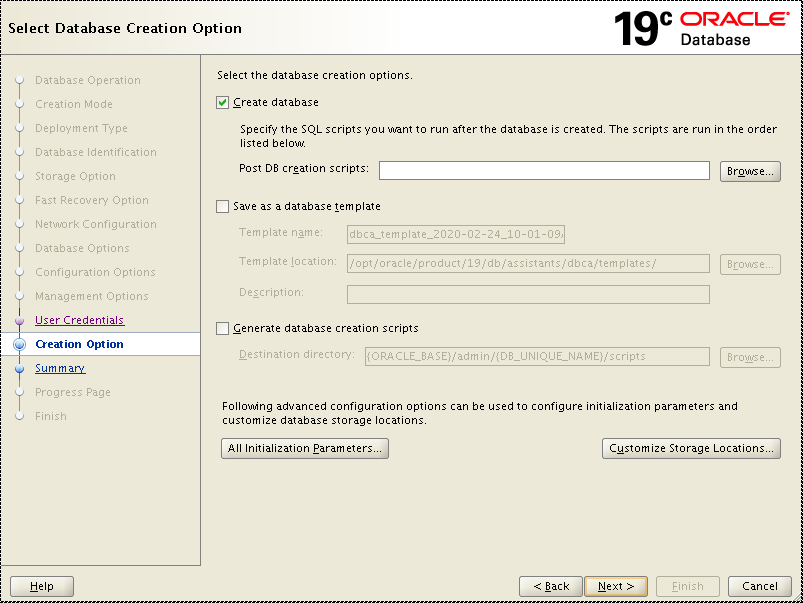 Select Database Creation Option
19c ORACLE
Database
Database Operation
Creation Mode
Deployment Type
Database Identification
Storage Option
Fast Recovery Option
Network Configuration
Database Options
Configuration Options
Management Options
User Credentials
Creation Option
Summary
Progress Page
Finish
Select the database creation options.
Create database
Specify the SQL scripts you want to run after the database is created. The scripts are run in the order
listed below.
Post DB creation scripts:
Browse...
Save as a database template
Template name: dbca_template_2020-02-24_10-01-09
Template location: /opt/oracle/product/19/db/assistants/dbca/templates/ Browse...
Description:
Generate database creation scripts
Destination directory: {ORACLE_BASE}/admin/{DB_UNIQUE_NAME}/scripts Browse...
Following advanced configuration options can be used to configure initialization parameters and
customize database storage locations.
All Initialization Parameters... Customize Storage Locations...
Help < Back Next > Finish Cancel